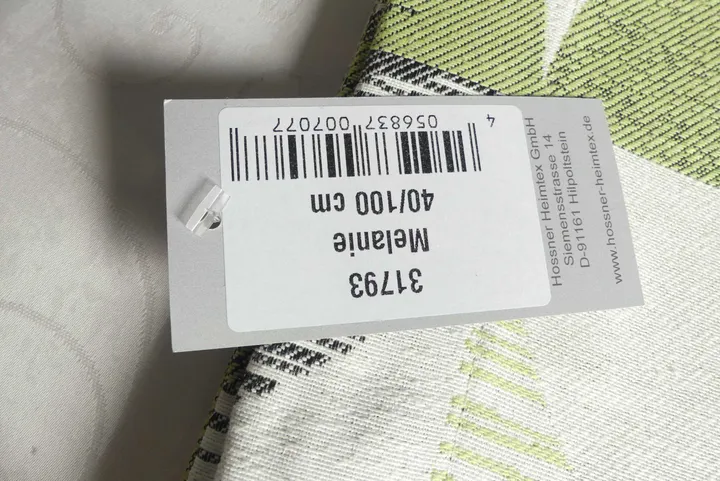 31793
Melanie
40/100 cm
4 056837 007077
Hossner Heimtex GmbH
Siemensstrasse 14
D-91161 Hilpoltstein
www.hossner-heimtex.de